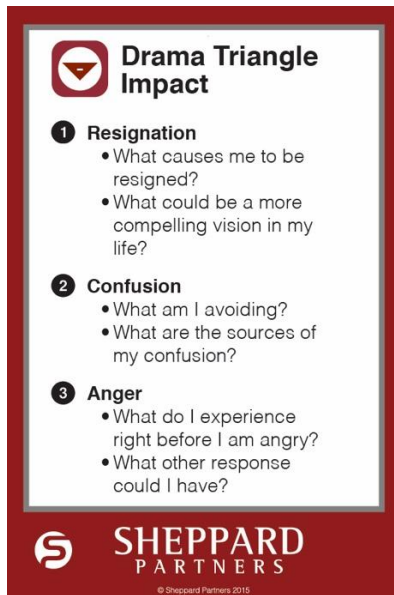 Drama Triangle
Impact
1 Resignation
• What causes me to be
resigned?
• What could be a more
compelling vision in my
life?
2 Confusion
• What am I avoiding?
• What are the sources of
my confusion?
3 Anger
• What do I experience
right before I am angry?
• What other response
could I have?
S SHEPPARD
PARTNERS
© Sheppard Partners 2015